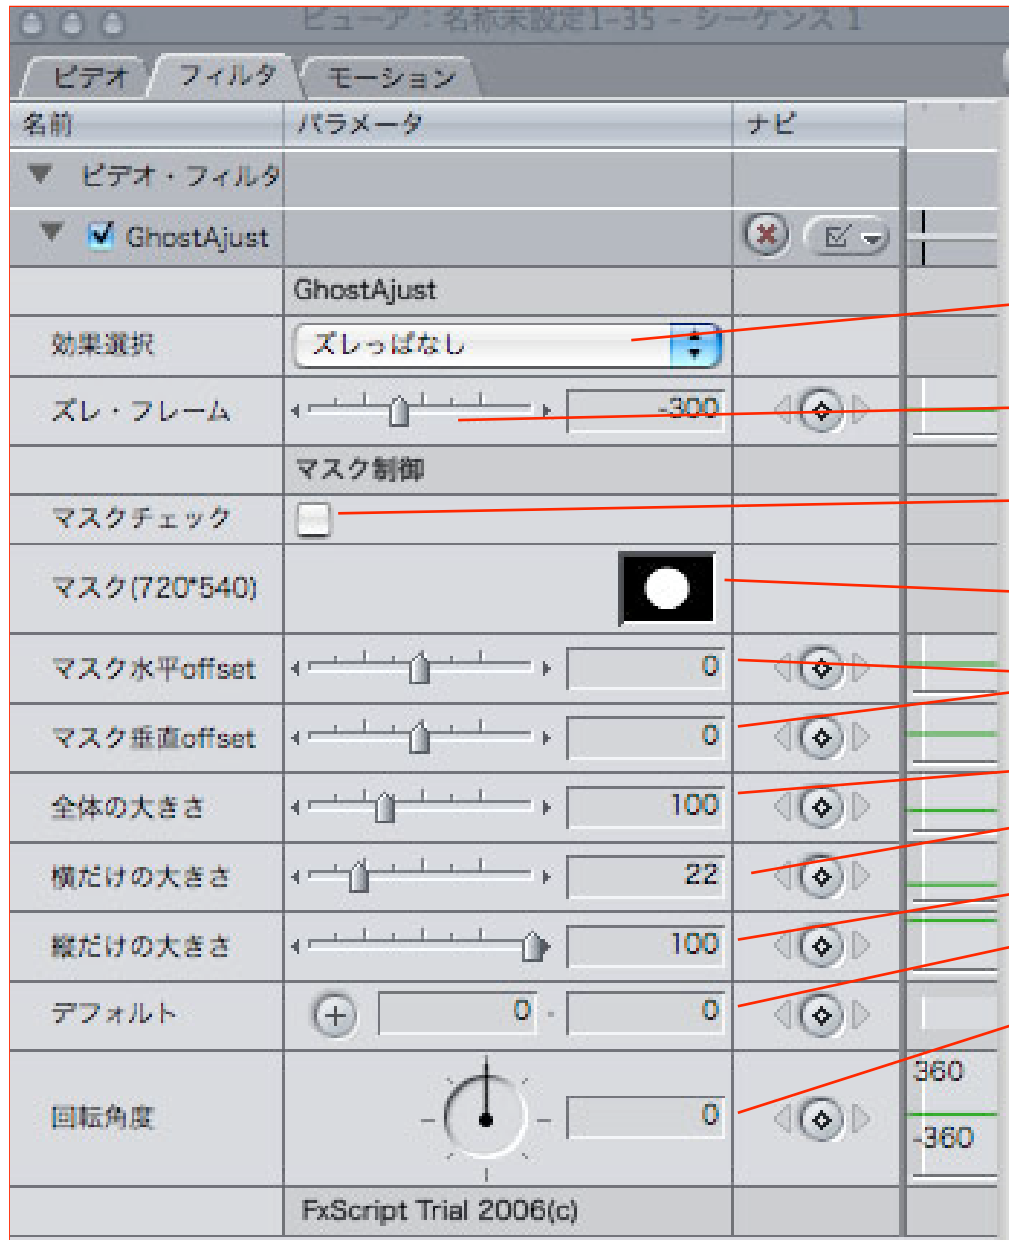 ビューア：名称未設定1-35 - シーケンス 1
ビデオ フィルタ モーション
名前 パラメータ ナビ
ビデオ・フィルタ
GhostAjust
GhostAjust
効果選択 ズレっぱなし
ズレ・フレーム -300
マスク制御
マスクチェック
マスク(720*540)
マスク水平offset 0
マスク垂直offset 0
全体の大きさ 100
横だけの大きさ 22
縦だけの大きさ 100
デフォルト 0 - 0
360
回転角度 0
-360
FxScript Trial 2006(c)